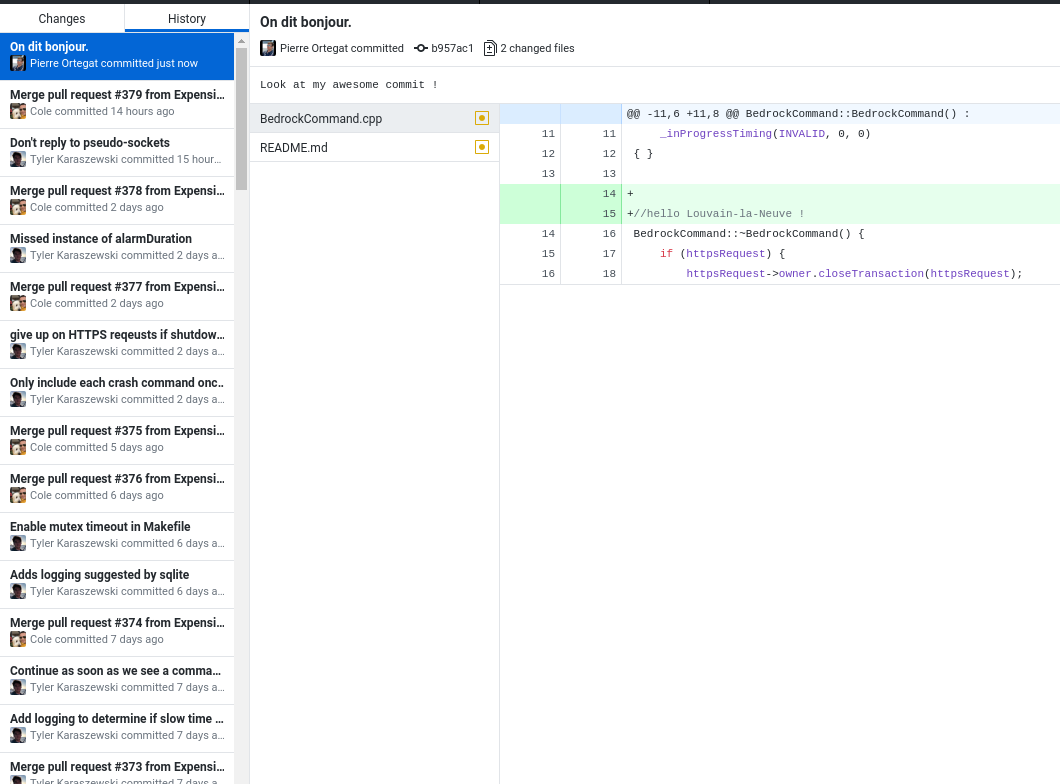 Changes
History
On dit bonjour.
Pierre Ortegat committed just now
Merge pull request #379 from Expensi…
Cole committed 14 hours ago
Don't reply to pseudo-sockets
Tyler Karaszewski committed 15 hour…
Merge pull request #378 from Expensi…
Cole committed 2 days ago
Missed instance of alarmDuration
Tyler Karaszewski committed 2 days a…
Merge pull request #377 from Expensi…
Cole committed 2 days ago
give up on HTTPS reqeusts if shutdow…
Tyler Karaszewski committed 2 days a…
Only include each crash command onc…
Tyler Karaszewski committed 2 days a…
Merge pull request #375 from Expensi…
Cole committed 5 days ago
Merge pull request #376 from Expensi…
Cole committed 6 days ago
Enable mutex timeout in Makefile
Tyler Karaszewski committed 6 days a…
Adds logging suggested by sqlite
Tyler Karaszewski committed 6 days a…
Merge pull request #374 from Expensi…
Cole committed 7 days ago
Continue as soon as we see a comma…
Tyler Karaszewski committed 7 days a…
Add logging to determine if slow time …
Tyler Karaszewski committed 7 days a…
Merge pull request #373 from Expensi…
Tyler Karaszewski committed 7 days a…
On dit bonjour.
Pierre Ortegat committed b957ac1 2 changed files
Look at my awesome commit !
BedrockCommand.cpp
README.md
@@ -11,6 +11,8 @@ BedrockCommand::BedrockCommand() :
11 11 _inProgressTiming(INVALID, 0, 0)
12 12 { }
13 13
14 +
15 +//hello Louvain-la-Neuve !
14 16 BedrockCommand::~BedrockCommand() {
15 17 if (httpsRequest) {
16 18 httpsRequest->owner.closeTransaction(httpsRequest);